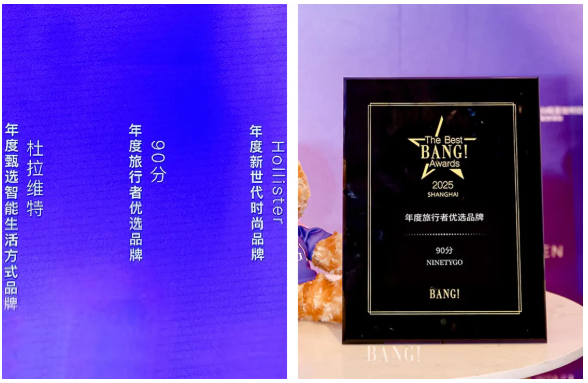 年度甄选智能生活方式品牌
杜拉维特
年度旅行者优选品牌
90分
年度新世代时尚品牌
Hollister
The Best
BANG!
Awards
2025
SHANGHAI
年度旅行者优选品牌
90分
NINETYGO
BANG!
BANG!
EN